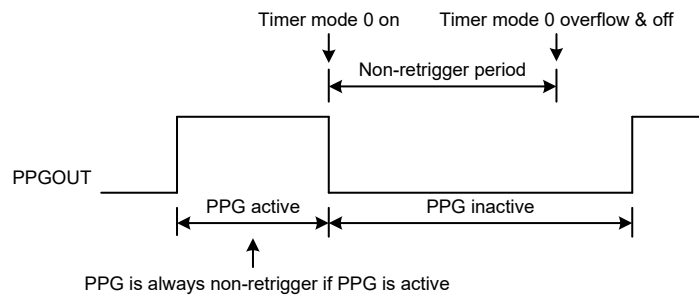 Timer mode 0 on
Timer mode 0 overflow & off
Non-retrigger period
PPGOUT
PPG active
PPG inactive
PPG is always non-retrigger if PPG is active